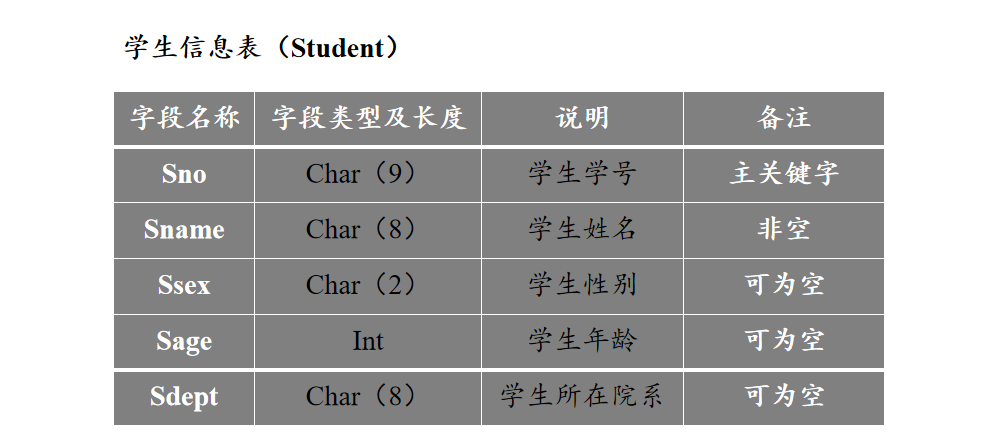 学生信息表（Student）
字段名称 字段类型及长度 说明 备注
Sno Char（9） 学生学号 主关键字
Sname Char（8） 学生姓名 非空
Ssex Char（2） 学生性别 可为空
Sage Int 学生年龄 可为空
Sdept Char（8） 学生所在院系 可为空